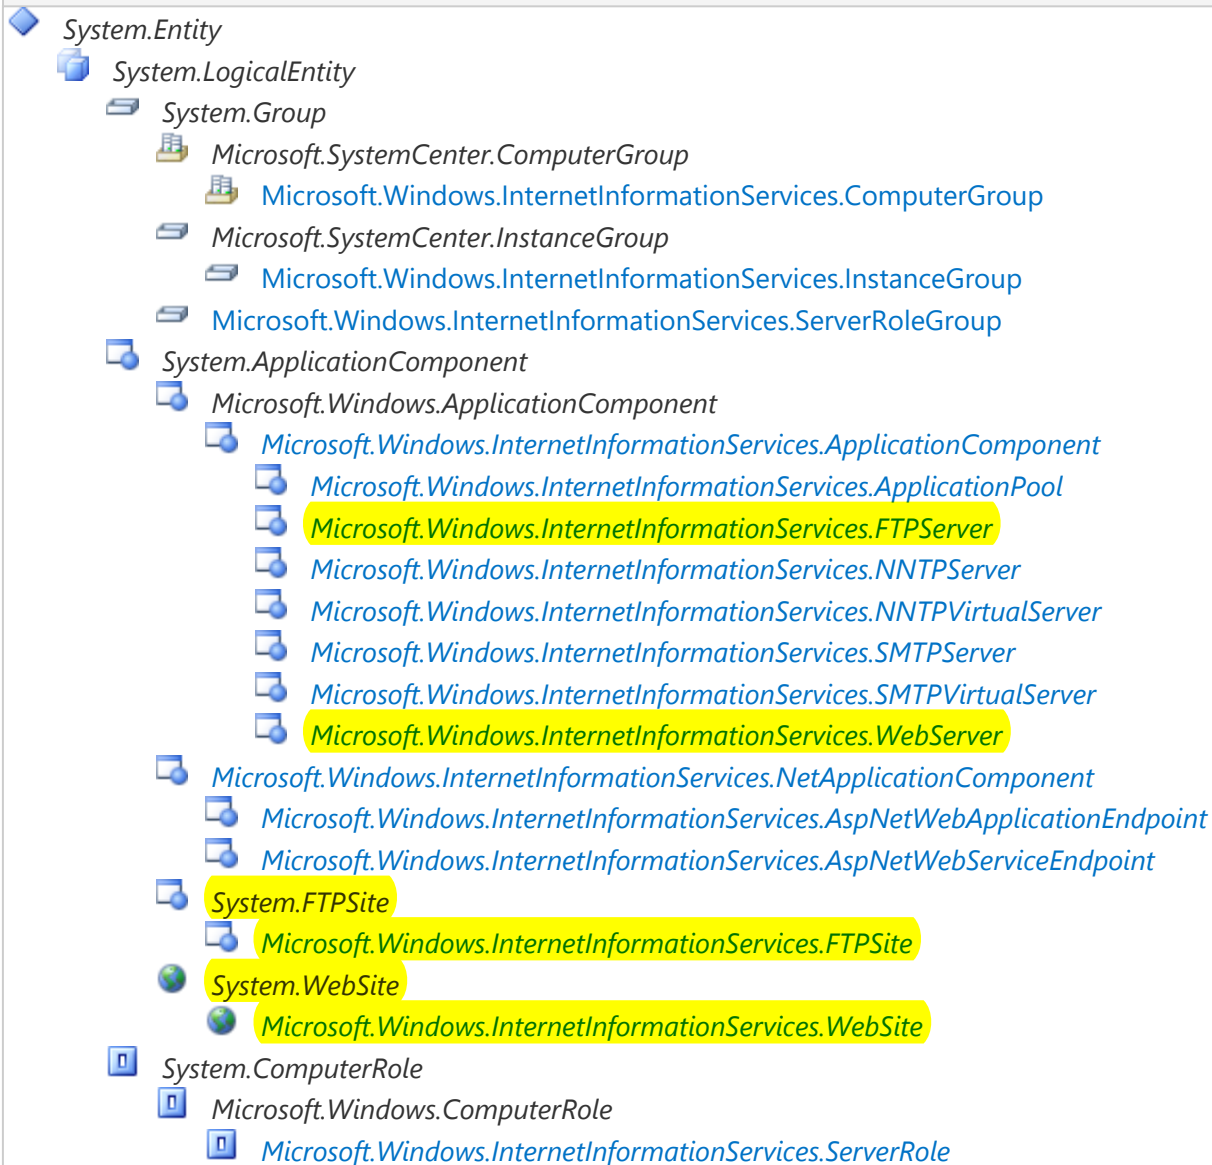 System.Entity
System.LogicalEntity
System.Group
Microsoft.SystemCenter.ComputerGroup
Microsoft.Windows.InternetInformationServices.ComputerGroup
Microsoft.SystemCenter.InstanceGroup
Microsoft.Windows.InternetInformationServices.InstanceGroup
Microsoft.Windows.InternetInformationServices.ServerRoleGroup
System.ApplicationComponent
Microsoft.Windows.ApplicationComponent
Microsoft.Windows.InternetInformationServices.ApplicationComponent
Microsoft.Windows.InternetInformationServices.ApplicationPool
Microsoft.Windows.InternetInformationServices.FTPServer
Microsoft.Windows.InternetInformationServices.NNTPServer
Microsoft.Windows.InternetInformationServices.NNTPVirtualServer
Microsoft.Windows.InternetInformationServices.SMTPServer
Microsoft.Windows.InternetInformationServices.SMTPVirtualServer
Microsoft.Windows.InternetInformationServices.WebServer
Microsoft.Windows.InternetInformationServices.NetApplicationComponent
Microsoft.Windows.InternetInformationServices.AspNetWebApplicationEndpoint
Microsoft.Windows.InternetInformationServices.AspNetWebServiceEndpoint
System.FTPSite
Microsoft.Windows.InternetInformationServices.FTPSite
System.WebSite
Microsoft.Windows.InternetInformationServices.WebSite
System.ComputerRole
Microsoft.Windows.ComputerRole
Microsoft.Windows.InternetInformationServices.ServerRole